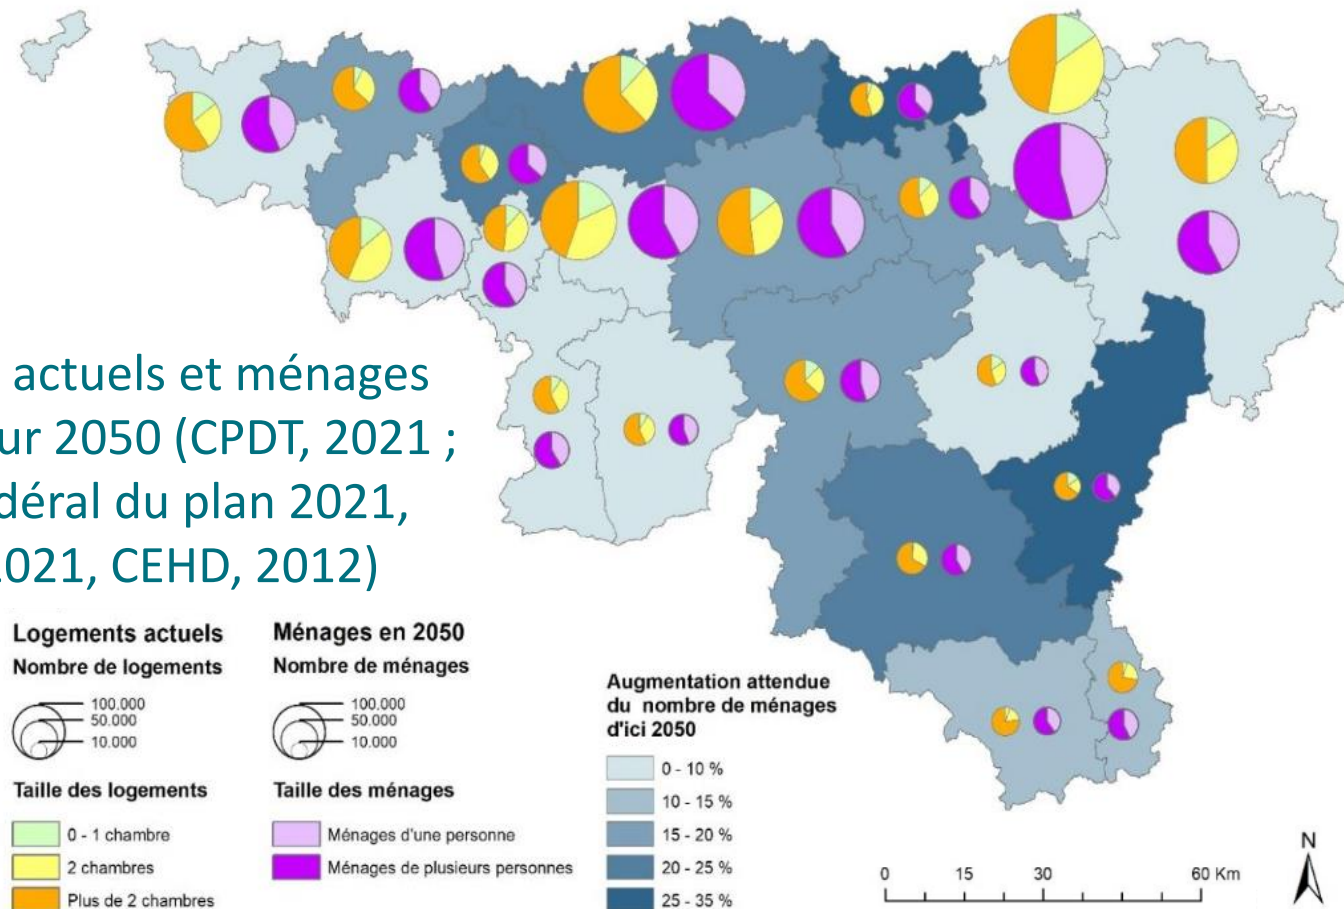 actuels et ménages
ur 2050 (CPDT, 2021 ;
déral du plan 2021,
2021, CEHD, 2012)
Logements actuels
Nombre de logements
100.000
50.000
10.000
Taille des logements
0 - 1 chambre
2 chambres
Plus de 2 chambres
Ménages en 2050
Nombre de ménages
100.000
50.000
10.000
Taille des ménages
Ménages d'une personne
Ménages de plusieurs personnes
Augmentation attendue
du nombre de ménages
d'ici 2050
0 - 10 %
10 - 15 %
15 - 20 %
20 - 25 %
25 - 35 %
0 15 30 60 Km
N